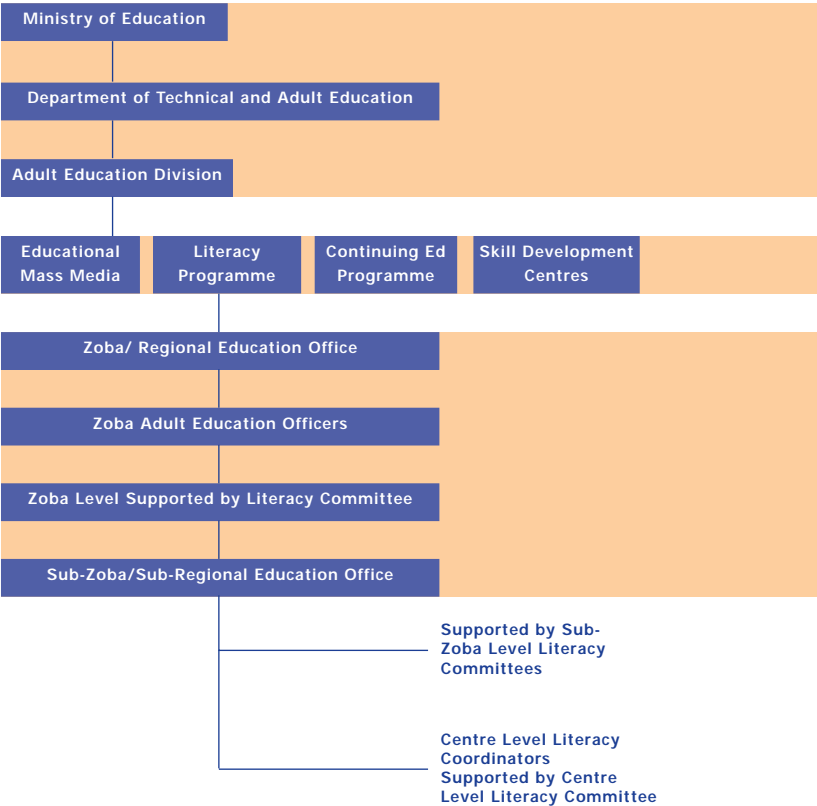 Ministry of Education
Department of Technical and Adult Education
Adult Education Division
Educational
Mass Media
Literacy
Programme
Continuing Ed
Programme
Skill Development
Centres
Zoba/ Regional Education Office
Zoba Adult Education Officers
Zoba Level Supported by Literacy Committee
Sub-Zoba/Sub-Regional Education Office
Supported by Sub-
Zoba Level Literacy
Committees
Centre Level Literacy
Coordinators
Supported by Centre
Level Literacy Committee